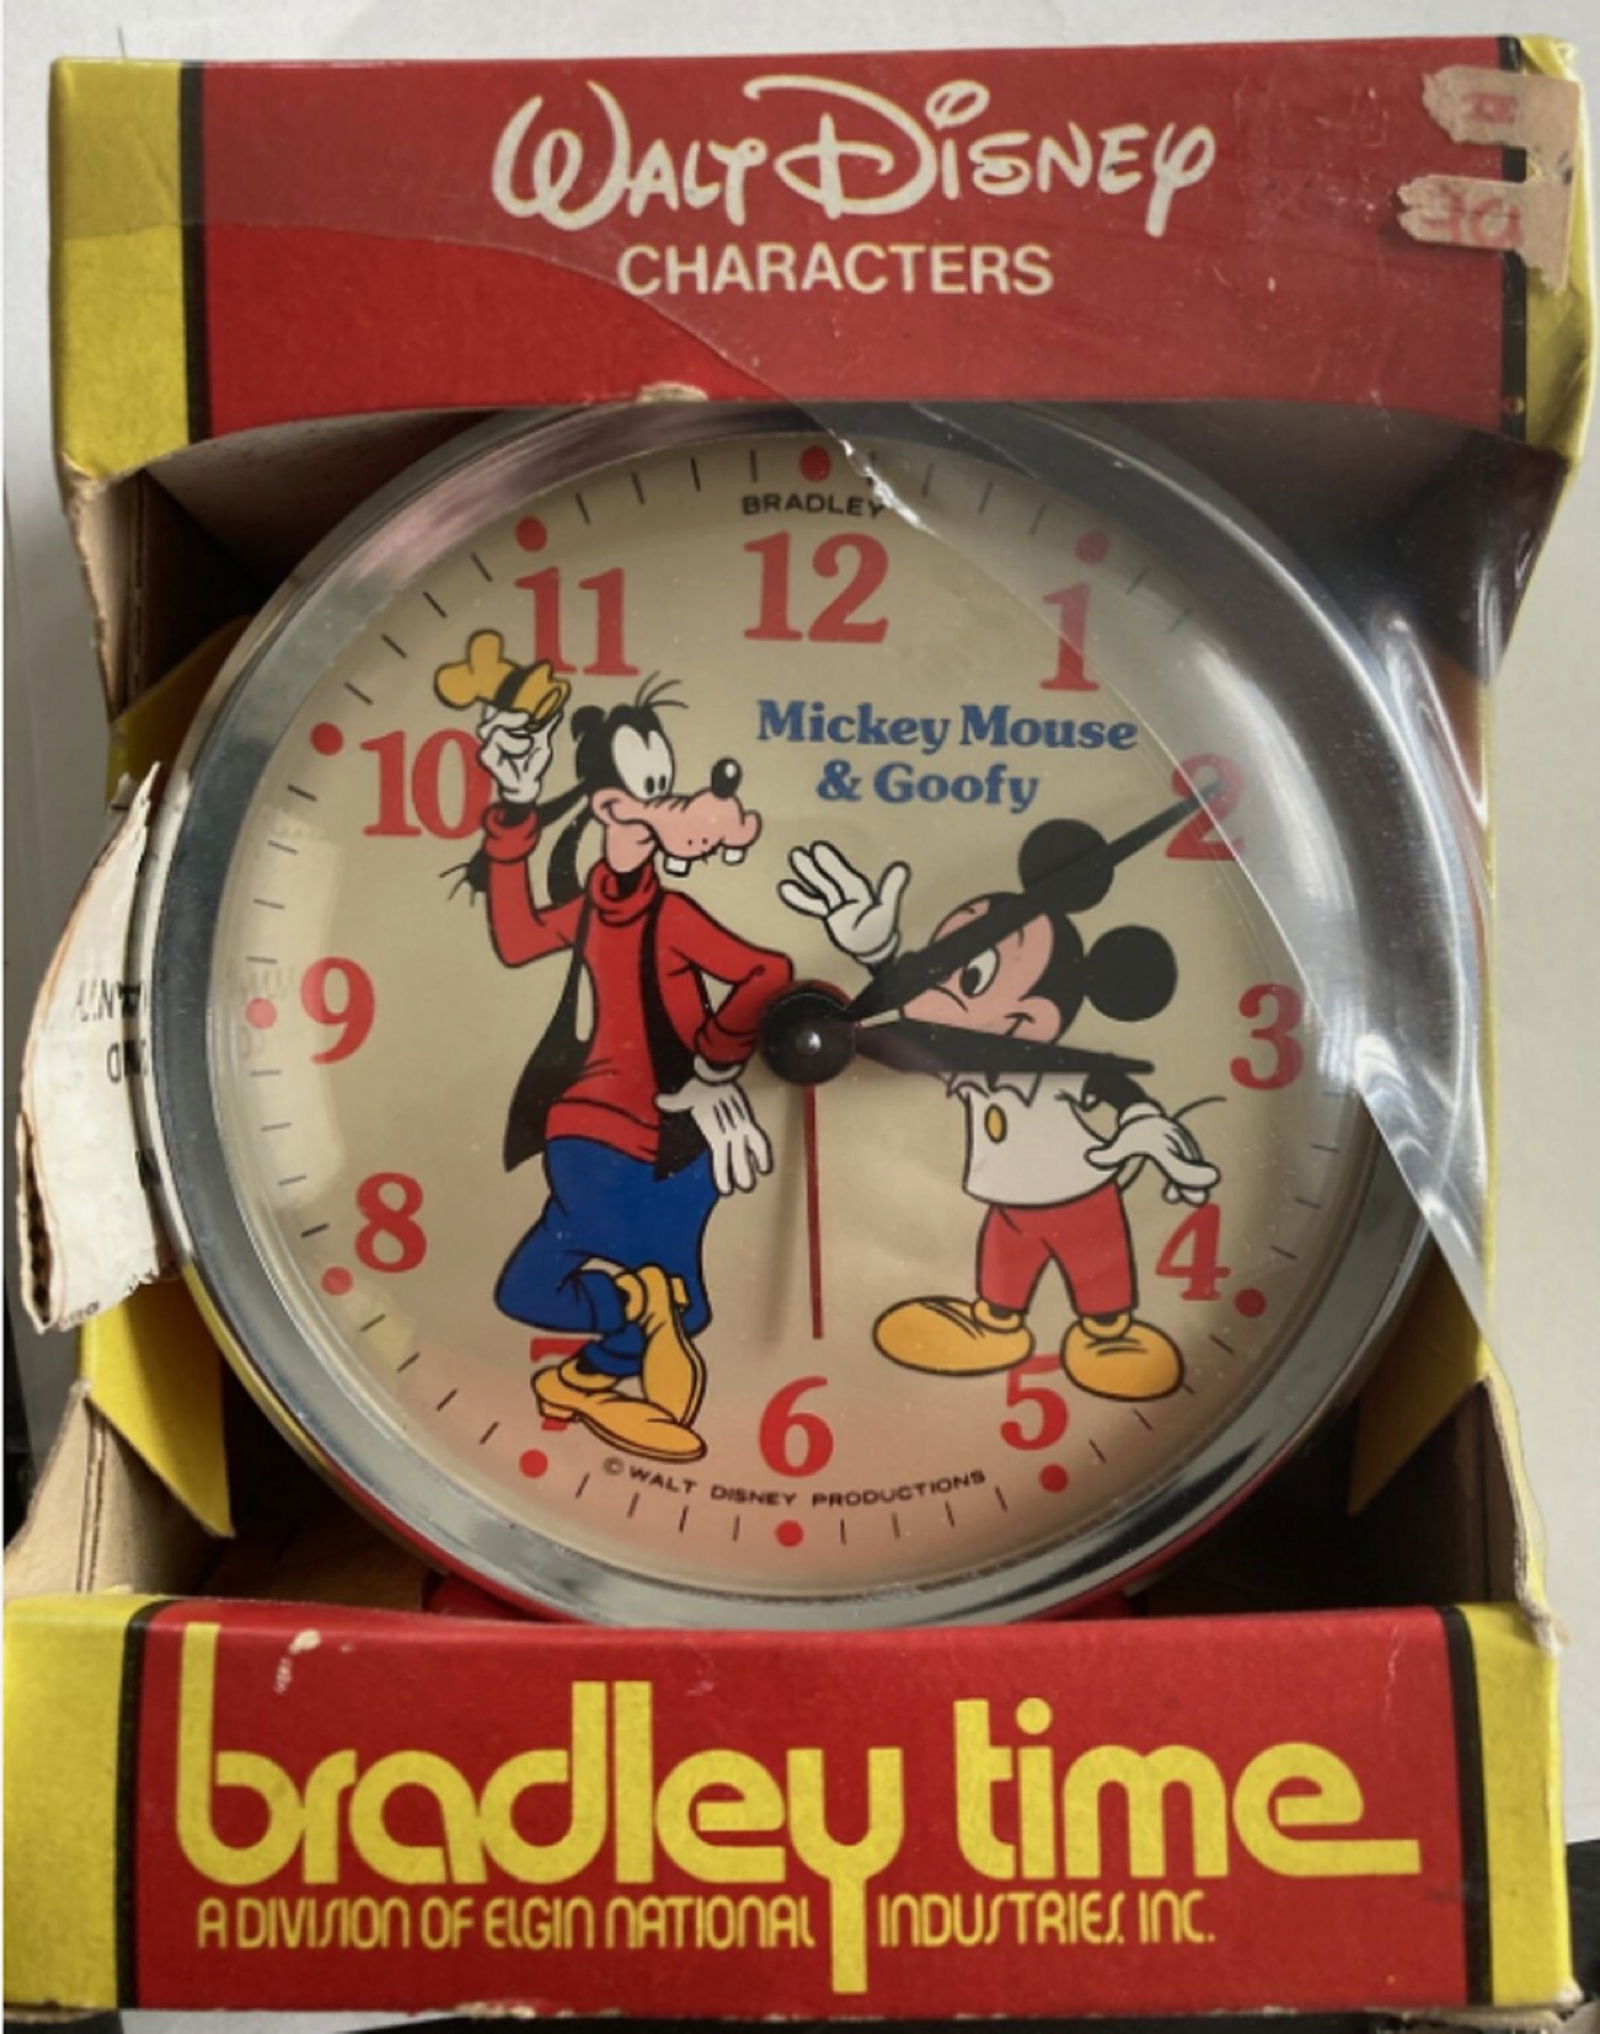 WALT DISNEY
CHARACTERS
BRADLEY
12
11
1
Mickey Mouse
& Goofy
10
2
9
3
8
4
7
5
6
© WALT DISNEY PRODUCTIONS
bradley time
A DIVISION OF ELGIN NATIONAL INDUSTRIES, INC.